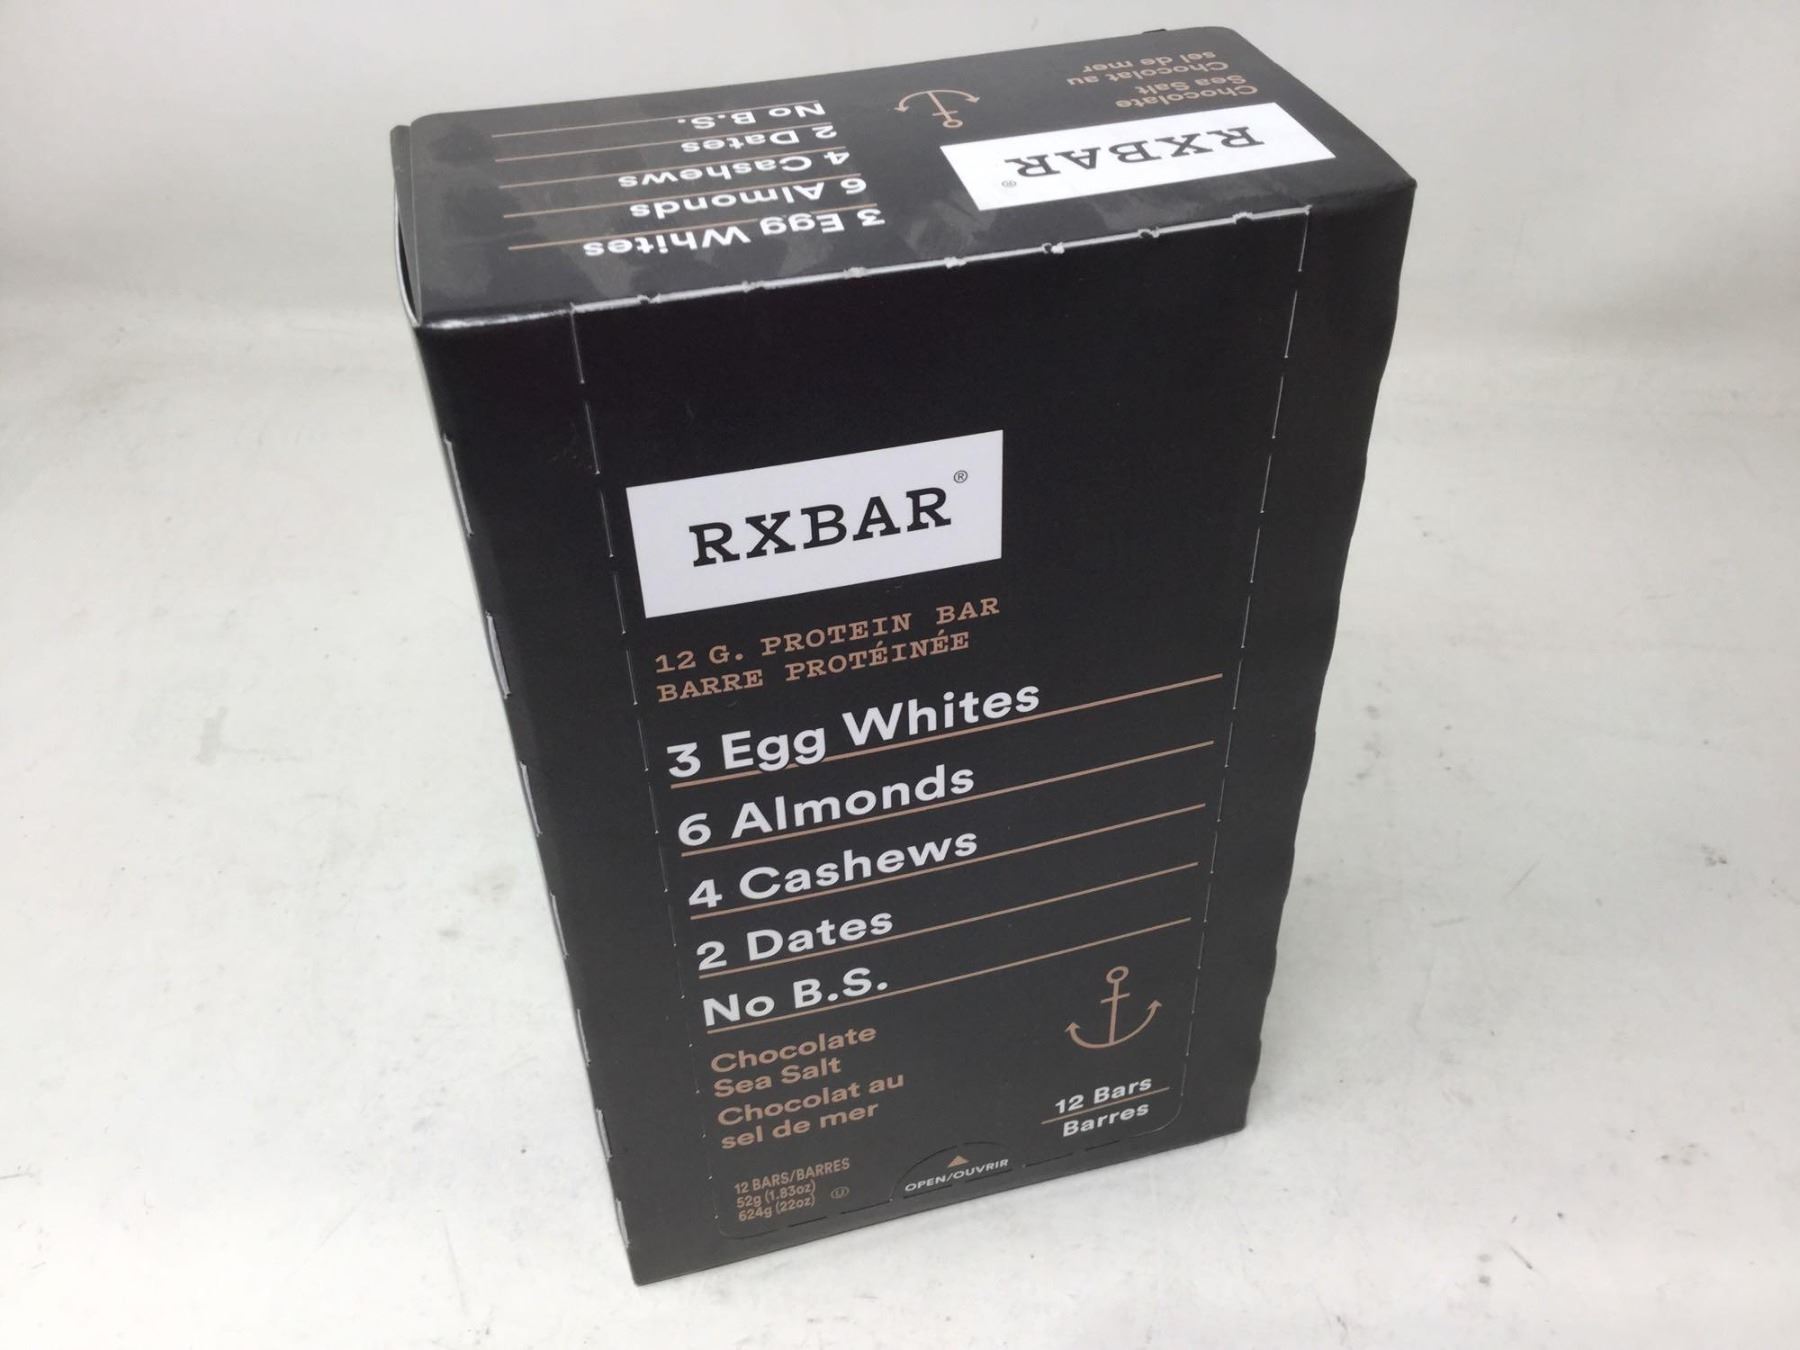 Chocolate
Sea Salt
Chocolat au
sel de mer
RXBAR®
3 Egg Whites
6 Almonds
4 Cashews
2 Dates
No B.S.
RXBAR®
12 G. PROTEIN BAR
BARRE PROTÉINÉE
3 Egg Whites
6 Almonds
4 Cashews
2 Dates
No B.S.
Chocolate
Sea Salt
Chocolat au
sel de mer
12 Bars
Barres
12 BARS/BARRES
52g (1.83oz)
624g (22oz)
U
OPEN/OUVRIR